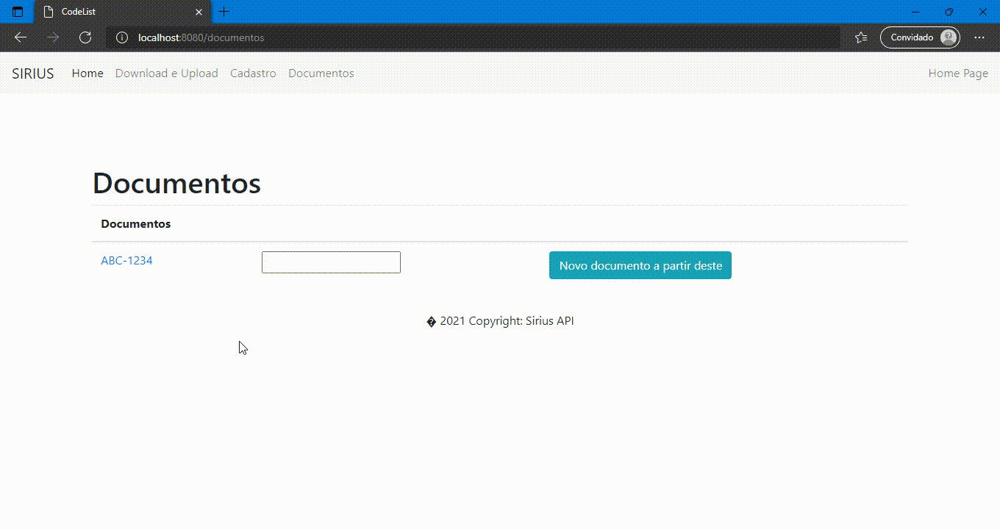 CodeList
localhost:8080/documentos
Convidado
SIRIUS Home Download e Upload Cadastro Documentos Home Page
Documentos
Documentos
ABC-1234 Novo documento a partir deste
� 2021 Copyright: Sirius API